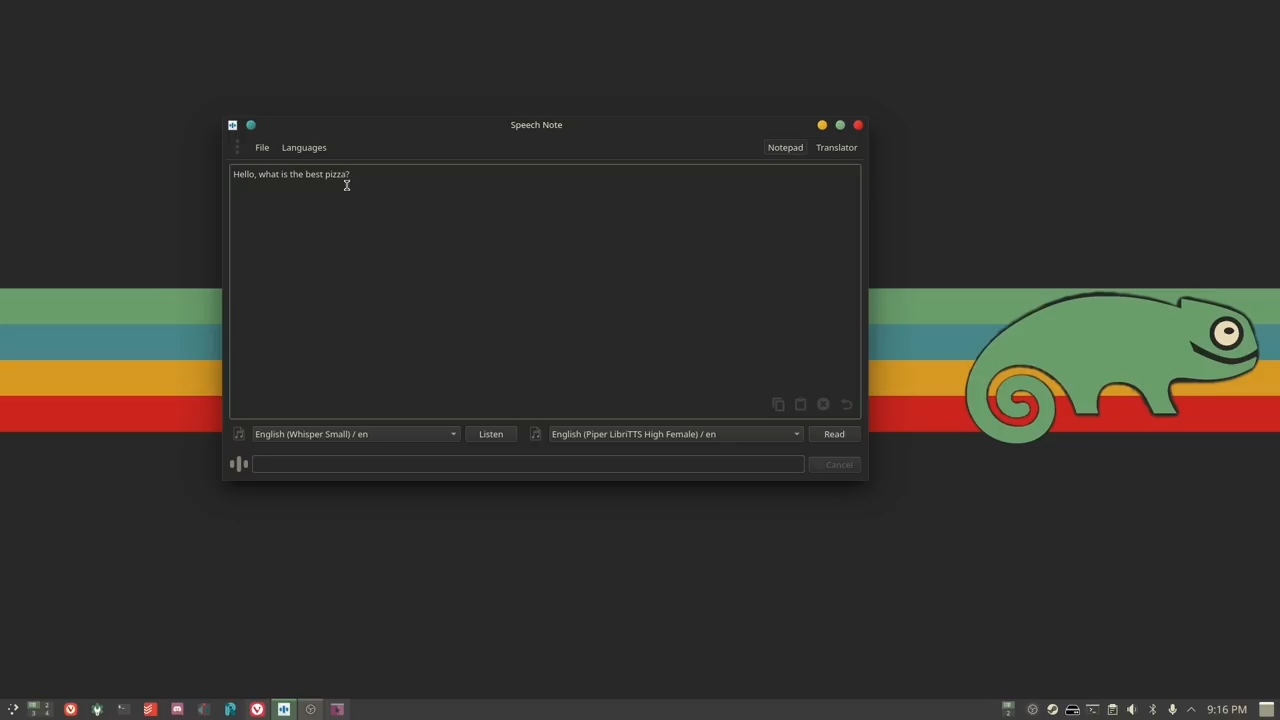 Speech Note
File Languages Notepad Translator
Hello, what is the best pizza?
English (Whisper Small) / en Listen English (Piper LibriTTS High Female) / en Read
Cancel
9:16 PM